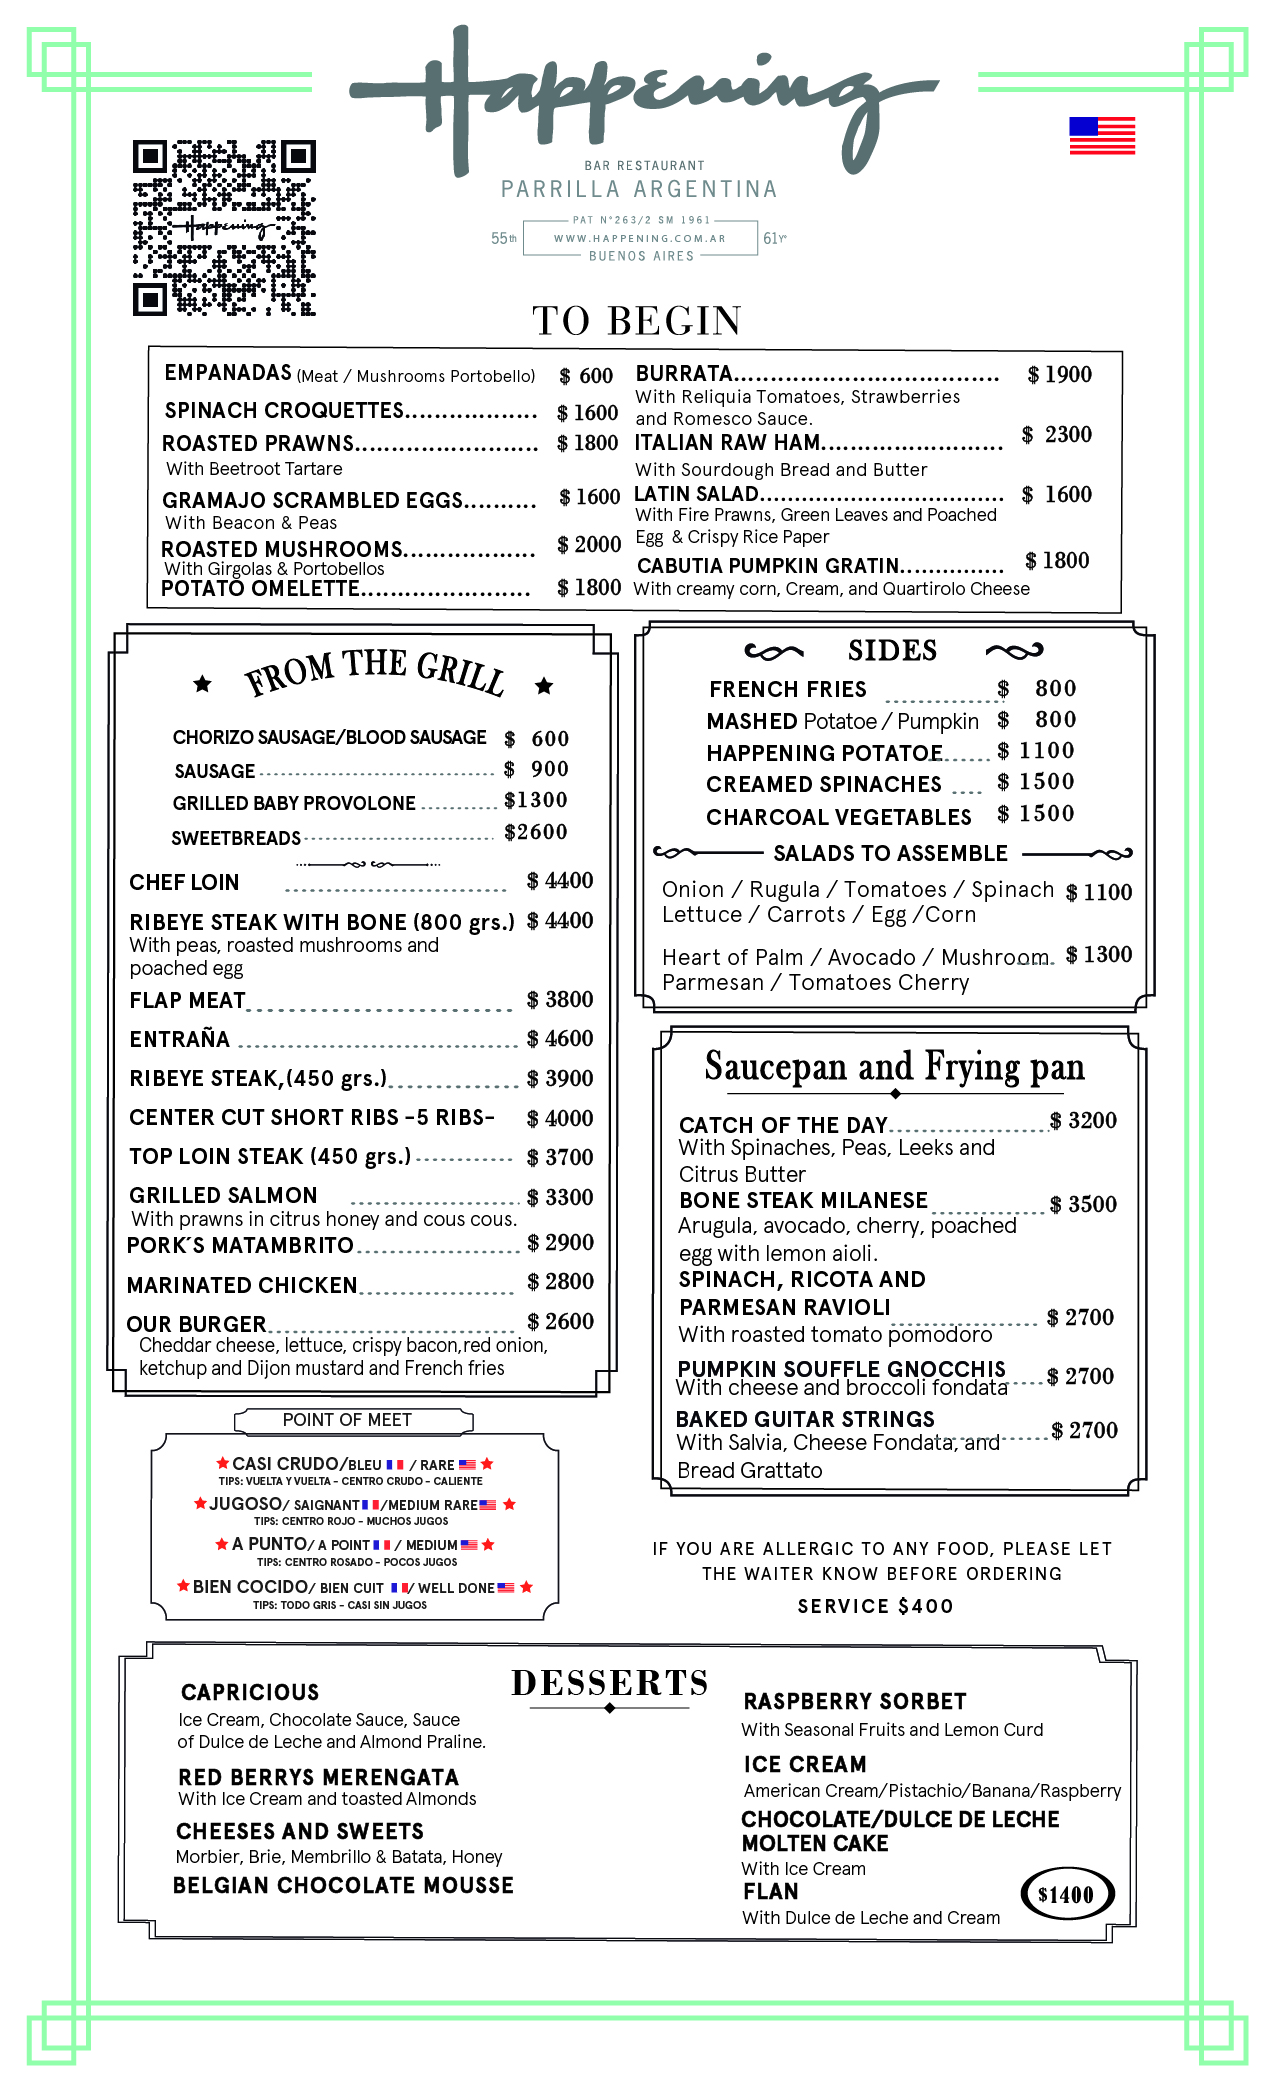 Happening
BAR RESTAURANT
PARRILLA ARGENTINA
PAT N°263/2 SM 1961
55th WWW.HAPPENING.COM.AR 61Yº
BUENOS AIRES
Happening
TO BEGIN
EMPANADAS (Meat / Mushrooms Portobello) $ 600
SPINACH CROQUETTES.................. $ 1600
ROASTED PRAWNS......................... $ 1800
With Beetroot Tartare
GRAMAJO SCRAMBLED EGGS.......... $ 1600
With Beacon & Peas
ROASTED MUSHROOMS.................. $ 2000
With Girgolas & Portobellos
POTATO OMELETTE....................... $ 1800
BURRATA.................................... $ 1900
With Reliquia Tomatoes, Strawberries
and Romesco Sauce.
ITALIAN RAW HAM......................... $ 2300
With Sourdough Bread and Butter
LATIN SALAD................................. $ 1600
With Fire Prawns, Green Leaves and Poached
Egg & Crispy Rice Paper
CABUTIA PUMPKIN GRATIN.............. $ 1800
With creamy corn, Cream, and Quartirolo Cheese
FROM THE GRILL
CHORIZO SAUSAGE/BLOOD SAUSAGE $ 600
SAUSAGE $ 900
GRILLED BABY PROVOLONE $1300
SWEETBREADS $2600
CHEF LOIN $ 4400
RIBEYE STEAK WITH BONE (800 grs.) $ 4400
With peas, roasted mushrooms and
poached egg
FLAP MEAT $ 3800
ENTRAÑA $ 4600
RIBEYE STEAK,(450 grs.) $ 3900
CENTER CUT SHORT RIBS -5 RIBS- $ 4000
TOP LOIN STEAK (450 grs.) $ 3700
GRILLED SALMON $ 3300
With prawns in citrus honey and cous cous.
PORK´S MATAMBRITO $ 2900
MARINATED CHICKEN $ 2800
OUR BURGER $ 2600
Cheddar cheese, lettuce, crispy bacon,red onion,
ketchup and Dijon mustard and French fries
SIDES
FRENCH FRIES $ 800
MASHED Potatoe / Pumpkin $ 800
HAPPENING POTATOE $ 1100
CREAMED SPINACHES $ 1500
CHARCOAL VEGETABLES $ 1500
SALADS TO ASSEMBLE
Onion / Rugula / Tomatoes / Spinach $ 1100
Lettuce / Carrots / Egg /Corn
Heart of Palm / Avocado / Mushroom $ 1300
Parmesan / Tomatoes Cherry
Saucepan and Frying pan
CATCH OF THE DAY $ 3200
With Spinaches, Peas, Leeks and
Citrus Butter
BONE STEAK MILANESE $ 3500
Arugula, avocado, cherry, poached
egg with lemon aioli.
SPINACH, RICOTA AND
PARMESAN RAVIOLI $ 2700
With roasted tomato pomodoro
PUMPKIN SOUFFLE GNOCCHIS $ 2700
With cheese and broccoli fondata
BAKED GUITAR STRINGS $ 2700
With Salvia, Cheese Fondata, and
Bread Grattato
POINT OF MEET
CASI CRUDO/BLEU / RARE
TIPS: VUELTA Y VUELTA - CENTRO CRUDO - CALIENTE
JUGOSO/ SAIGNANT /MEDIUM RARE
TIPS: CENTRO ROJO - MUCHOS JUGOS
A PUNTO/ A POINT / MEDIUM
TIPS: CENTRO ROSADO - POCOS JUGOS
BIEN COCIDO/ BIEN CUIT / WELL DONE
TIPS: TODO GRIS - CASI SIN JUGOS
IF YOU ARE ALLERGIC TO ANY FOOD, PLEASE LET
THE WAITER KNOW BEFORE ORDERING
SERVICE $400
DESSERTS
CAPRICIOUS
Ice Cream, Chocolate Sauce, Sauce
of Dulce de Leche and Almond Praline.
RED BERRYS MERENGATA
With Ice Cream and toasted Almonds
CHEESES AND SWEETS
Morbier, Brie, Membrillo & Batata, Honey
BELGIAN CHOCOLATE MOUSSE
RASPBERRY SORBET
With Seasonal Fruits and Lemon Curd
ICE CREAM
American Cream/Pistachio/Banana/Raspberry
CHOCOLATE/DULCE DE LECHE
MOLTEN CAKE
With Ice Cream
FLAN
With Dulce de Leche and Cream
$1400